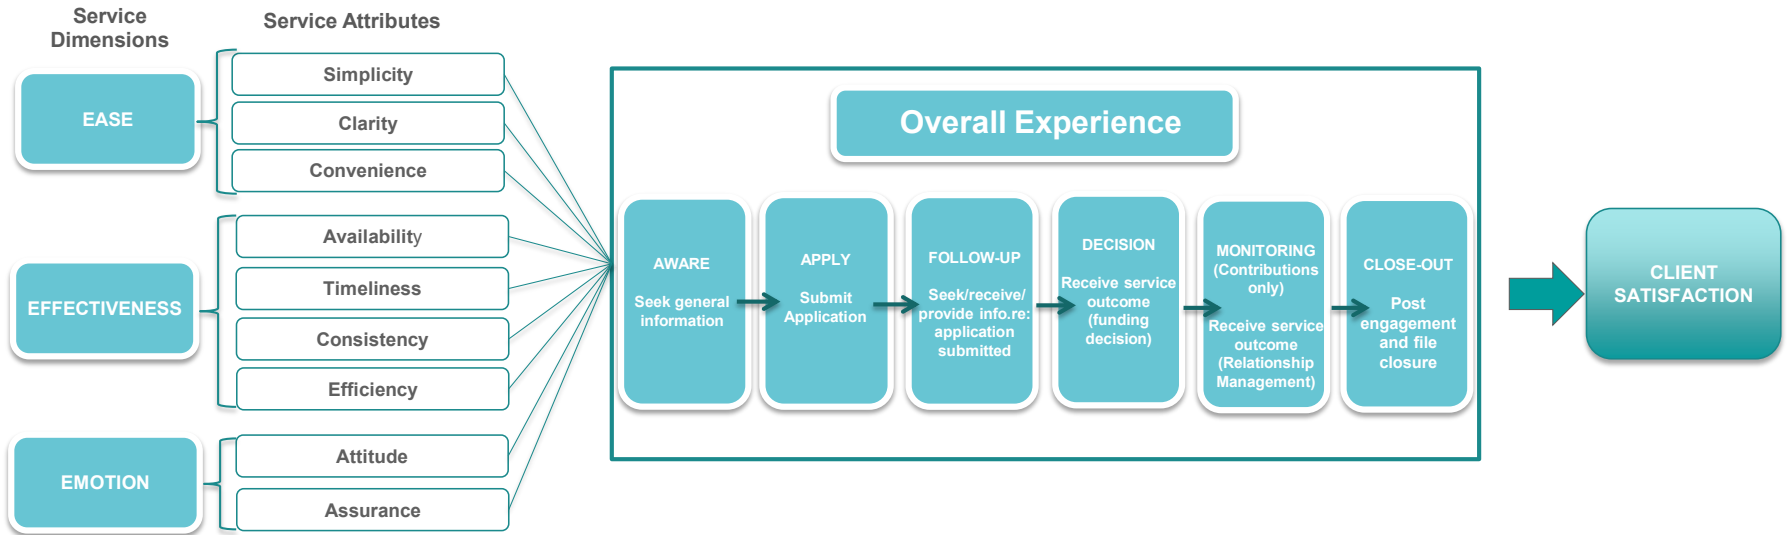 Service
Dimensions
Service Attributes
EASE
Simplicity
Clarity
Convenience
EFFECTIVENESS
Availability
Timeliness
Consistency
Efficiency
EMOTION
Attitude
Assurance
Overall Experience
AWARE
Seek general
information
APPLY
Submit
Application
FOLLOW-UP
Seek/receive/
provide info.re:
application
submitted
DECISION
Receive service
outcome
(funding
decision)
MONITORING
(Contributions
only)
Receive service
outcome
(Relationship
Management)
CLOSE-OUT
Post
engagement
and file
closure
CLIENT
SATISFACTION